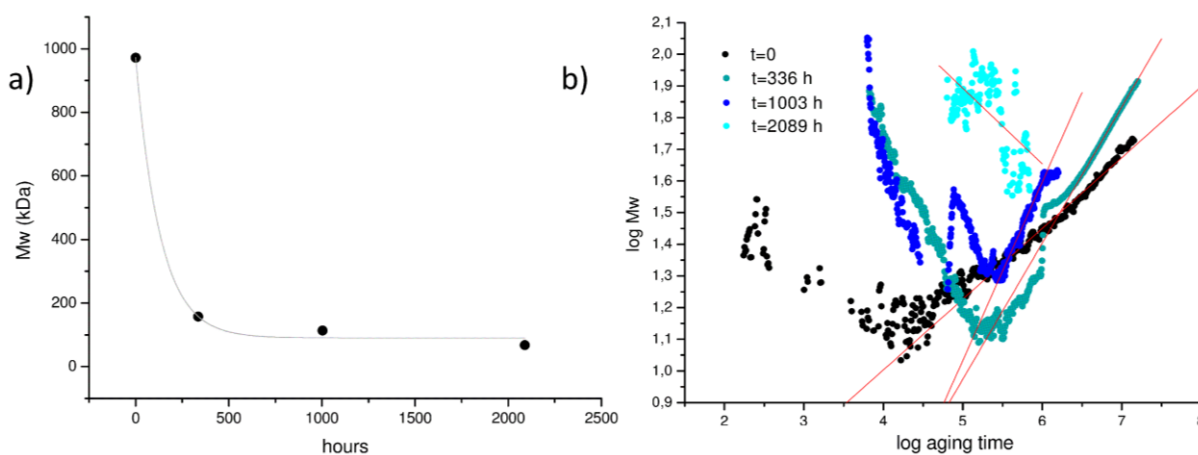 a)
Mw (kDa)
1000
800
600
400
200
0
0 500 1000 1500 2000 2500
hours
b)
log Mw
2,1
2,0
1,9
1,8
1,7
1,6
1,5
1,4
1,3
1,2
1,1
1,0
0,9
t=0
t=336 h
t=1003 h
t=2089 h
2 3 4 5 6 7 8
log aging time